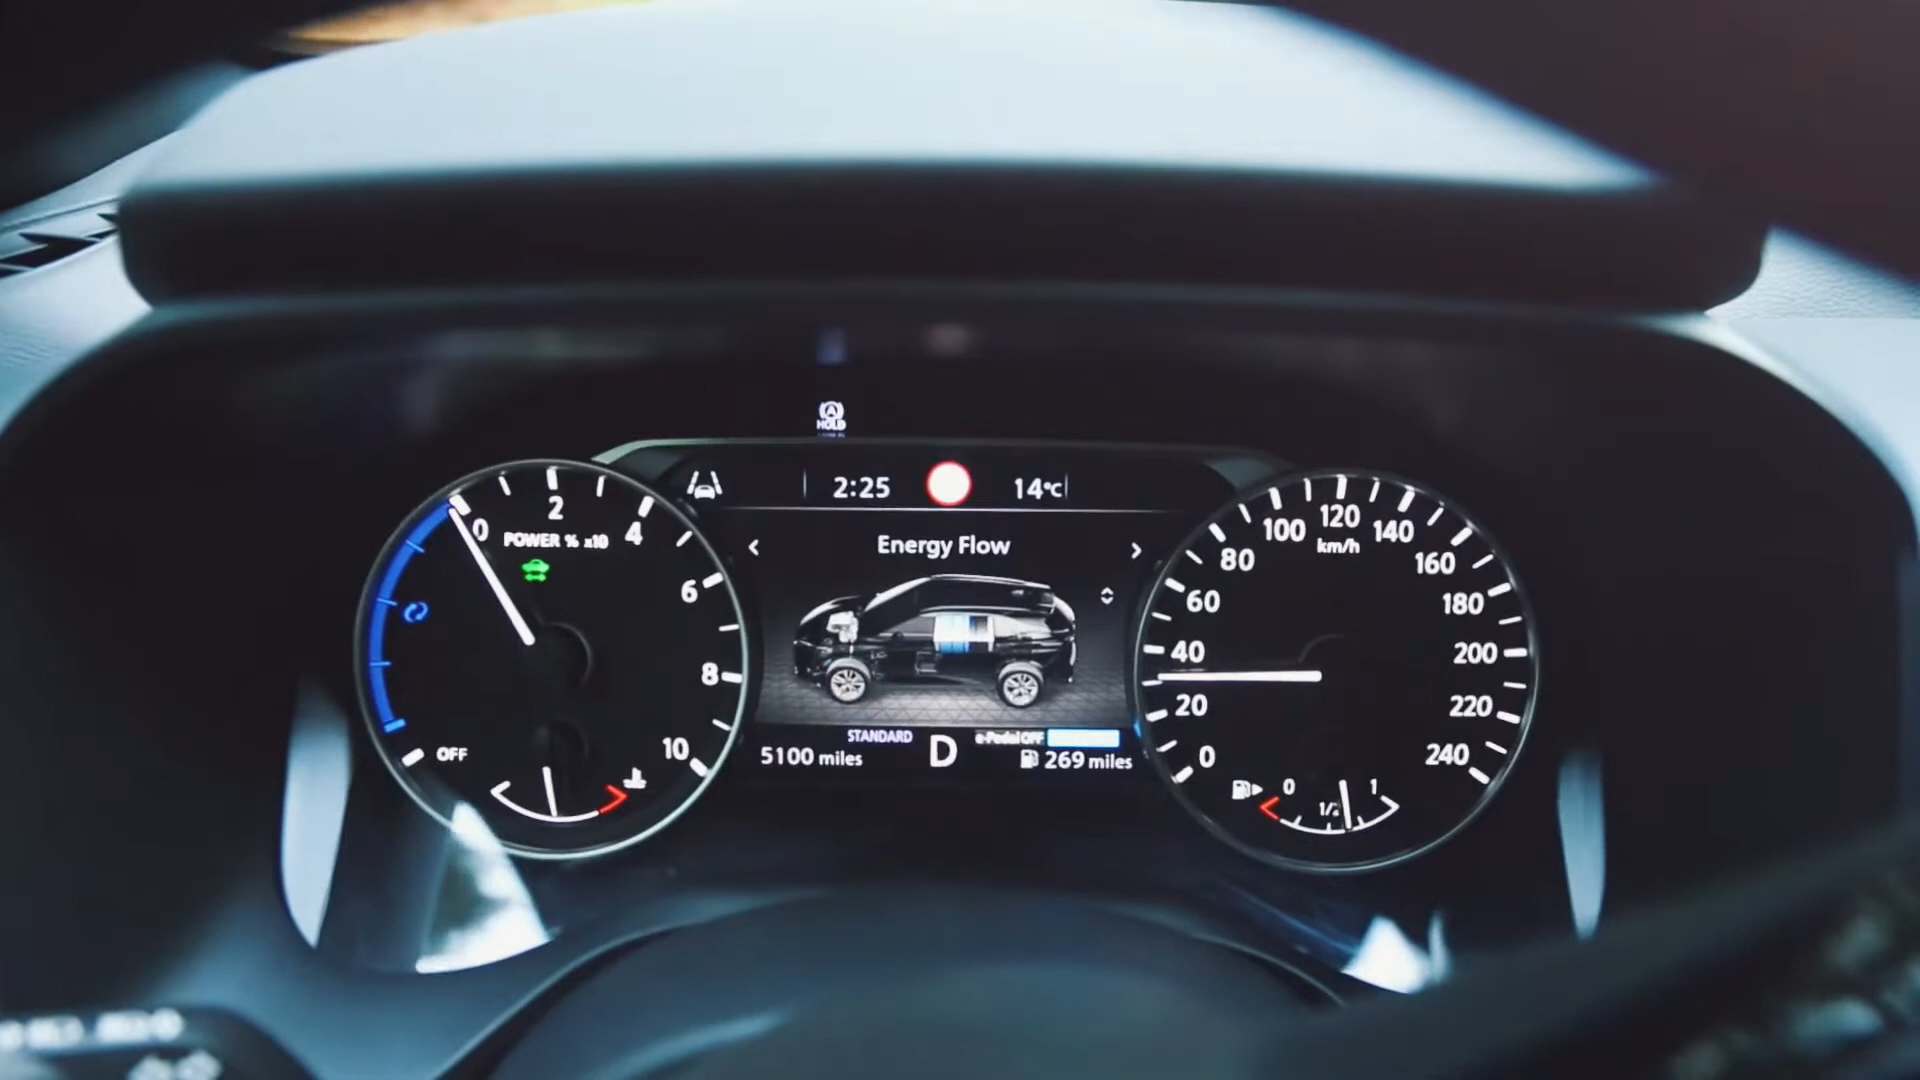 HOLD
2:25
14°C
Energy Flow
0 2 4 6 8 10
POWER % x10
OFF
STANDARD
D
e-Pedal OFF
5100 miles
269 miles
0 20 40 60 80 100 120 140 160 180 200 220 240
km/h
0 1/2 1